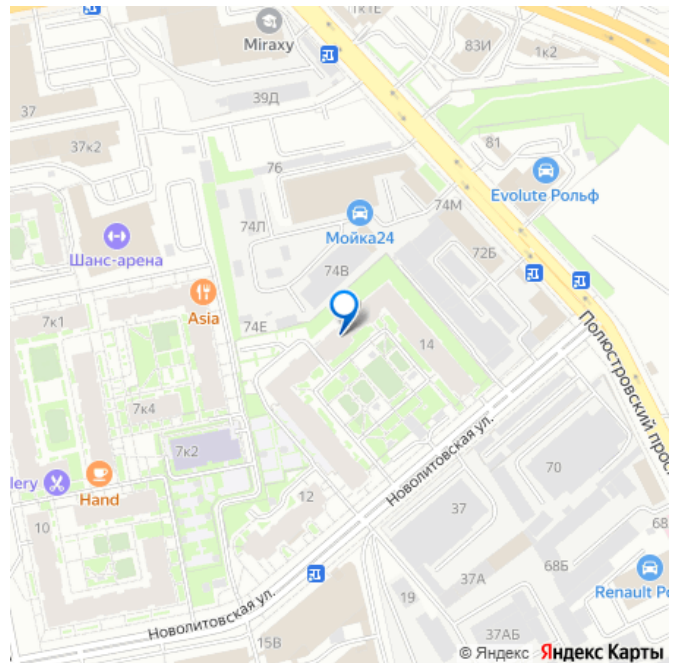 1к1Е
Miraxy
83И
1к2
39Д
37
37к2
76
81
Evolute Рольф
74М
74Л
Мойка24
72Б
Шанс-арена
74В
Asia
7к1
74Е
14
Полюстровский прос
7к4
7к2
Новолитовская ул.
lery
Hand
70
12
37
10
68
68Б
37А
19
Renault Ро
Новолитовская ул.
15В
37АБ
© Яндекс Яндекс Карты